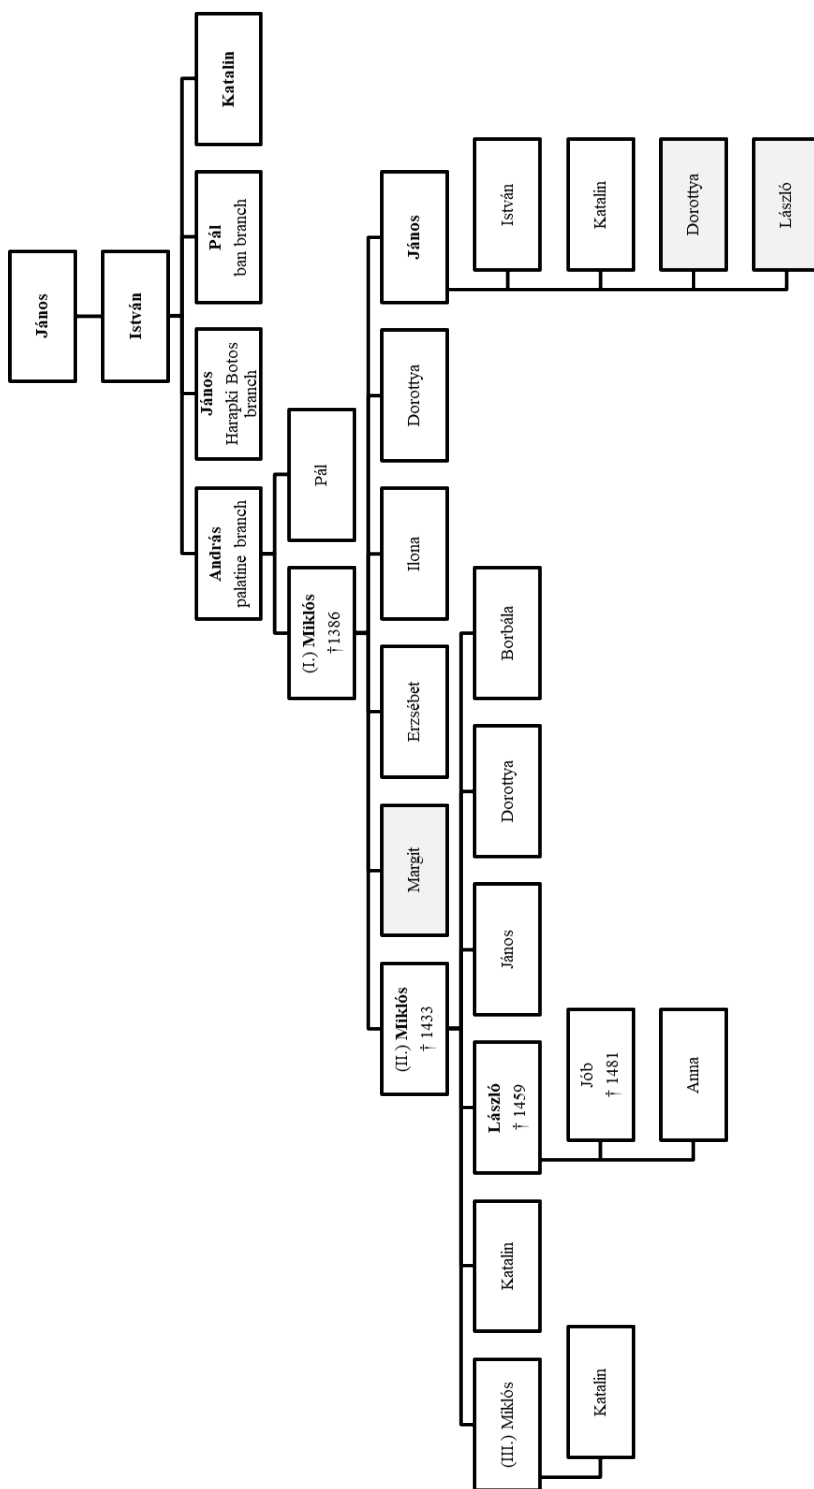 János
István
András
palatine branch
János
Harapki Botos
branch
Pál
ban branch
Katalin
(I.) Miklós
†1386
Pál
(II.) Miklós
† 1433
Margit
Erzsébet
Ilona
Dorottya
János
(III.) Miklós
Katalin
László
† 1459
János
Dorottya
Borbála
István
Katalin
Jób
† 1481
Katalin
Anna
Dorottya
László